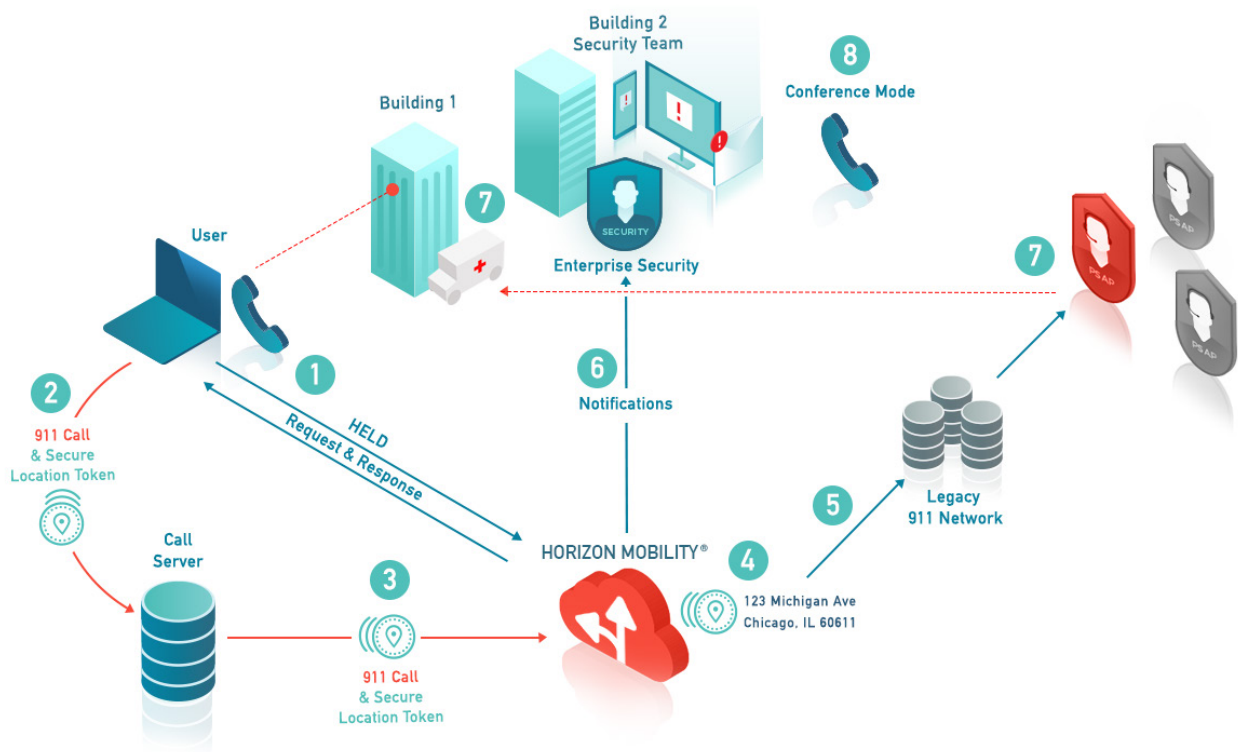 Building 2
Security Team
8
Conference Mode
Building 1
7
SECURITY
Enterprise Security
User
PSAP
7
PSAP
PSAP
1
2
911 Call
& Secure
Location Token
HELD
Request & Response
6
Notifications
Legacy
911 Network
5
Call
Server
3
911 Call
& Secure
Location Token
HORIZON MOBILITY®
4
123 Michigan Ave
Chicago, IL 60611